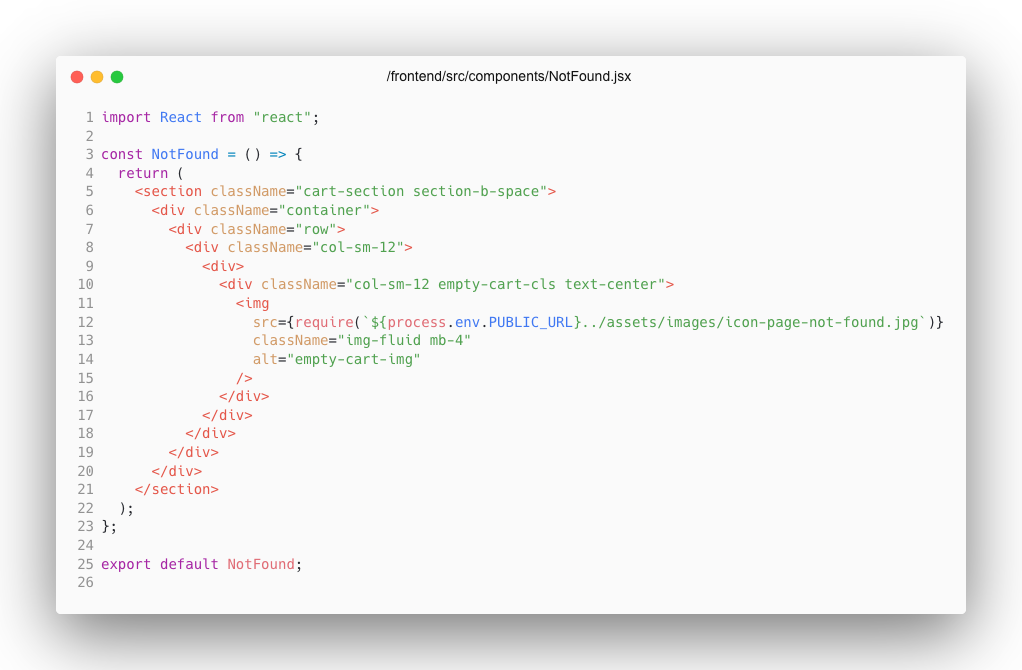 /frontend/src/components/NotFound.jsx
1 import React from "react";
2
3 const NotFound = () => {
4   return (
5     <section className="cart-section section-b-space">
6       <div className="container">
7         <div className="row">
8           <div className="col-sm-12">
9             <div>
10               <div className="col-sm-12 empty-cart-cls text-center">
11                 <img
12                   src={require(`${process.env.PUBLIC_URL}../assets/images/icon-page-not-found.jpg`)}
13                   className="img-fluid mb-4"
14                   alt="empty-cart-img"
15                 />
16               </div>
17             </div>
18           </div>
19         </div>
20       </div>
21     </section>
22   );
23 };
24
25 export default NotFound;
26